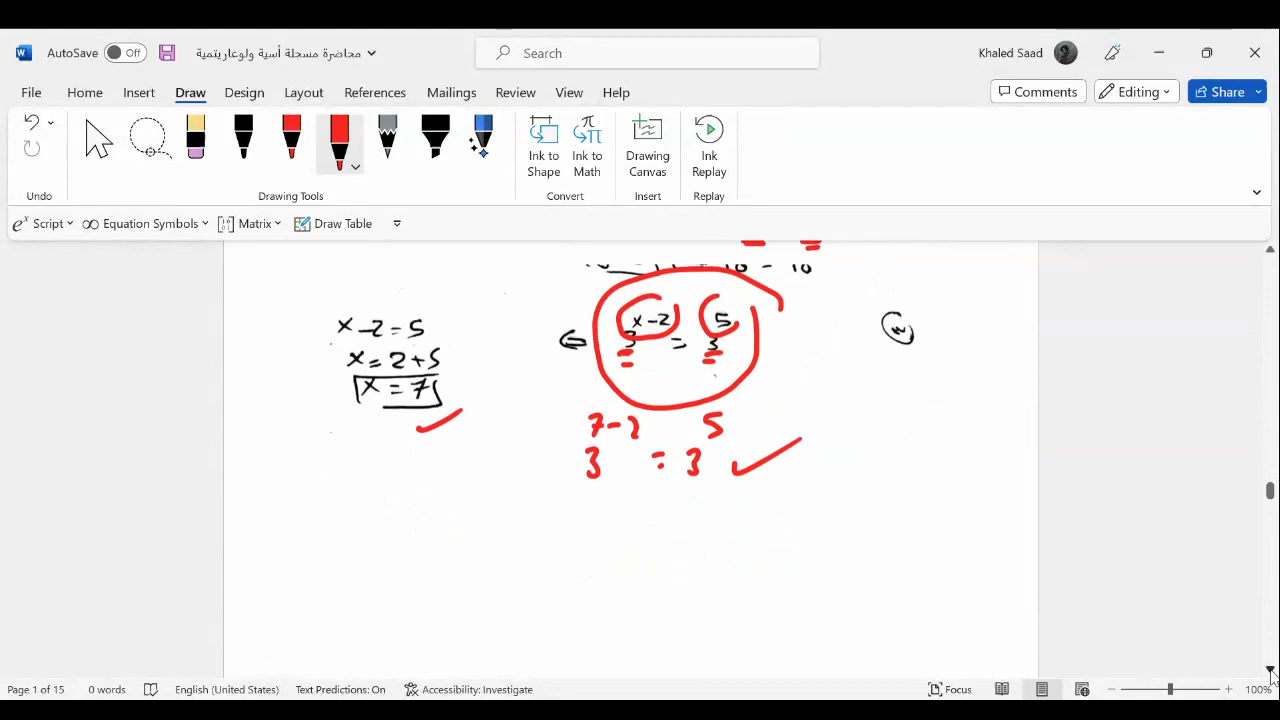 AutoSave Off محاضرة مسجلة أسية ولوغاريتمية Search Khaled Saad
File Home Insert Draw Design Layout References Mailings Review View Help Comments Editing Share
Ink to Shape Ink to Math Drawing Canvas Ink Replay
Undo Drawing Tools Convert Insert Replay
eˣ Script Equation Symbols Matrix Draw Table
3^(x-2) = 3^5
⇐
x-2=5
x=2+5
x=7
3^(7-2) = 3^5
Page 1 of 15 0 words English (United States) Text Predictions: On Accessibility: Investigate Focus 100%